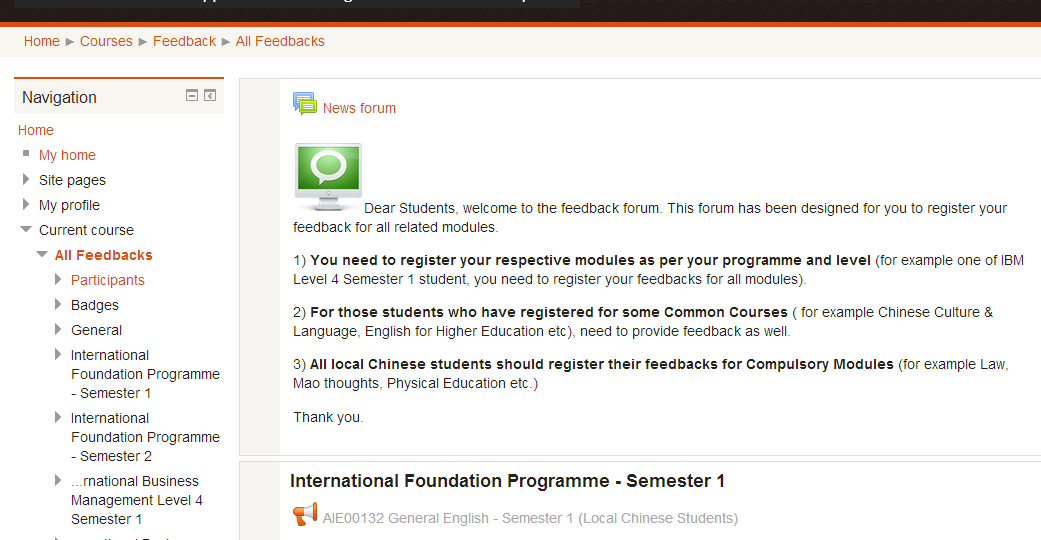 Home ▶ Courses ▶ Feedback ▶ All Feedbacks
Navigation
Home
My home
Site pages
My profile
Current course
All Feedbacks
Participants
Badges
General
International
Foundation Programme
- Semester 1
International
Foundation Programme
- Semester 2
...rnational Business
Management Level 4
Semester 1
News forum
Dear Students, welcome to the feedback forum. This forum has been designed for you to register your
feedback for all related modules.
1) You need to register your respective modules as per your programme and level (for example one of IBM
Level 4 Semester 1 student, you need to register your feedbacks for all modules).
2) For those students who have registered for some Common Courses ( for example Chinese Culture &
Language, English for Higher Education etc), need to provide feedback as well.
3) All local Chinese students should register their feedbacks for Compulsory Modules (for example Law,
Mao thoughts, Physical Education etc.)
Thank you.
International Foundation Programme - Semester 1
AIE00132 General English - Semester 1 (Local Chinese Students)